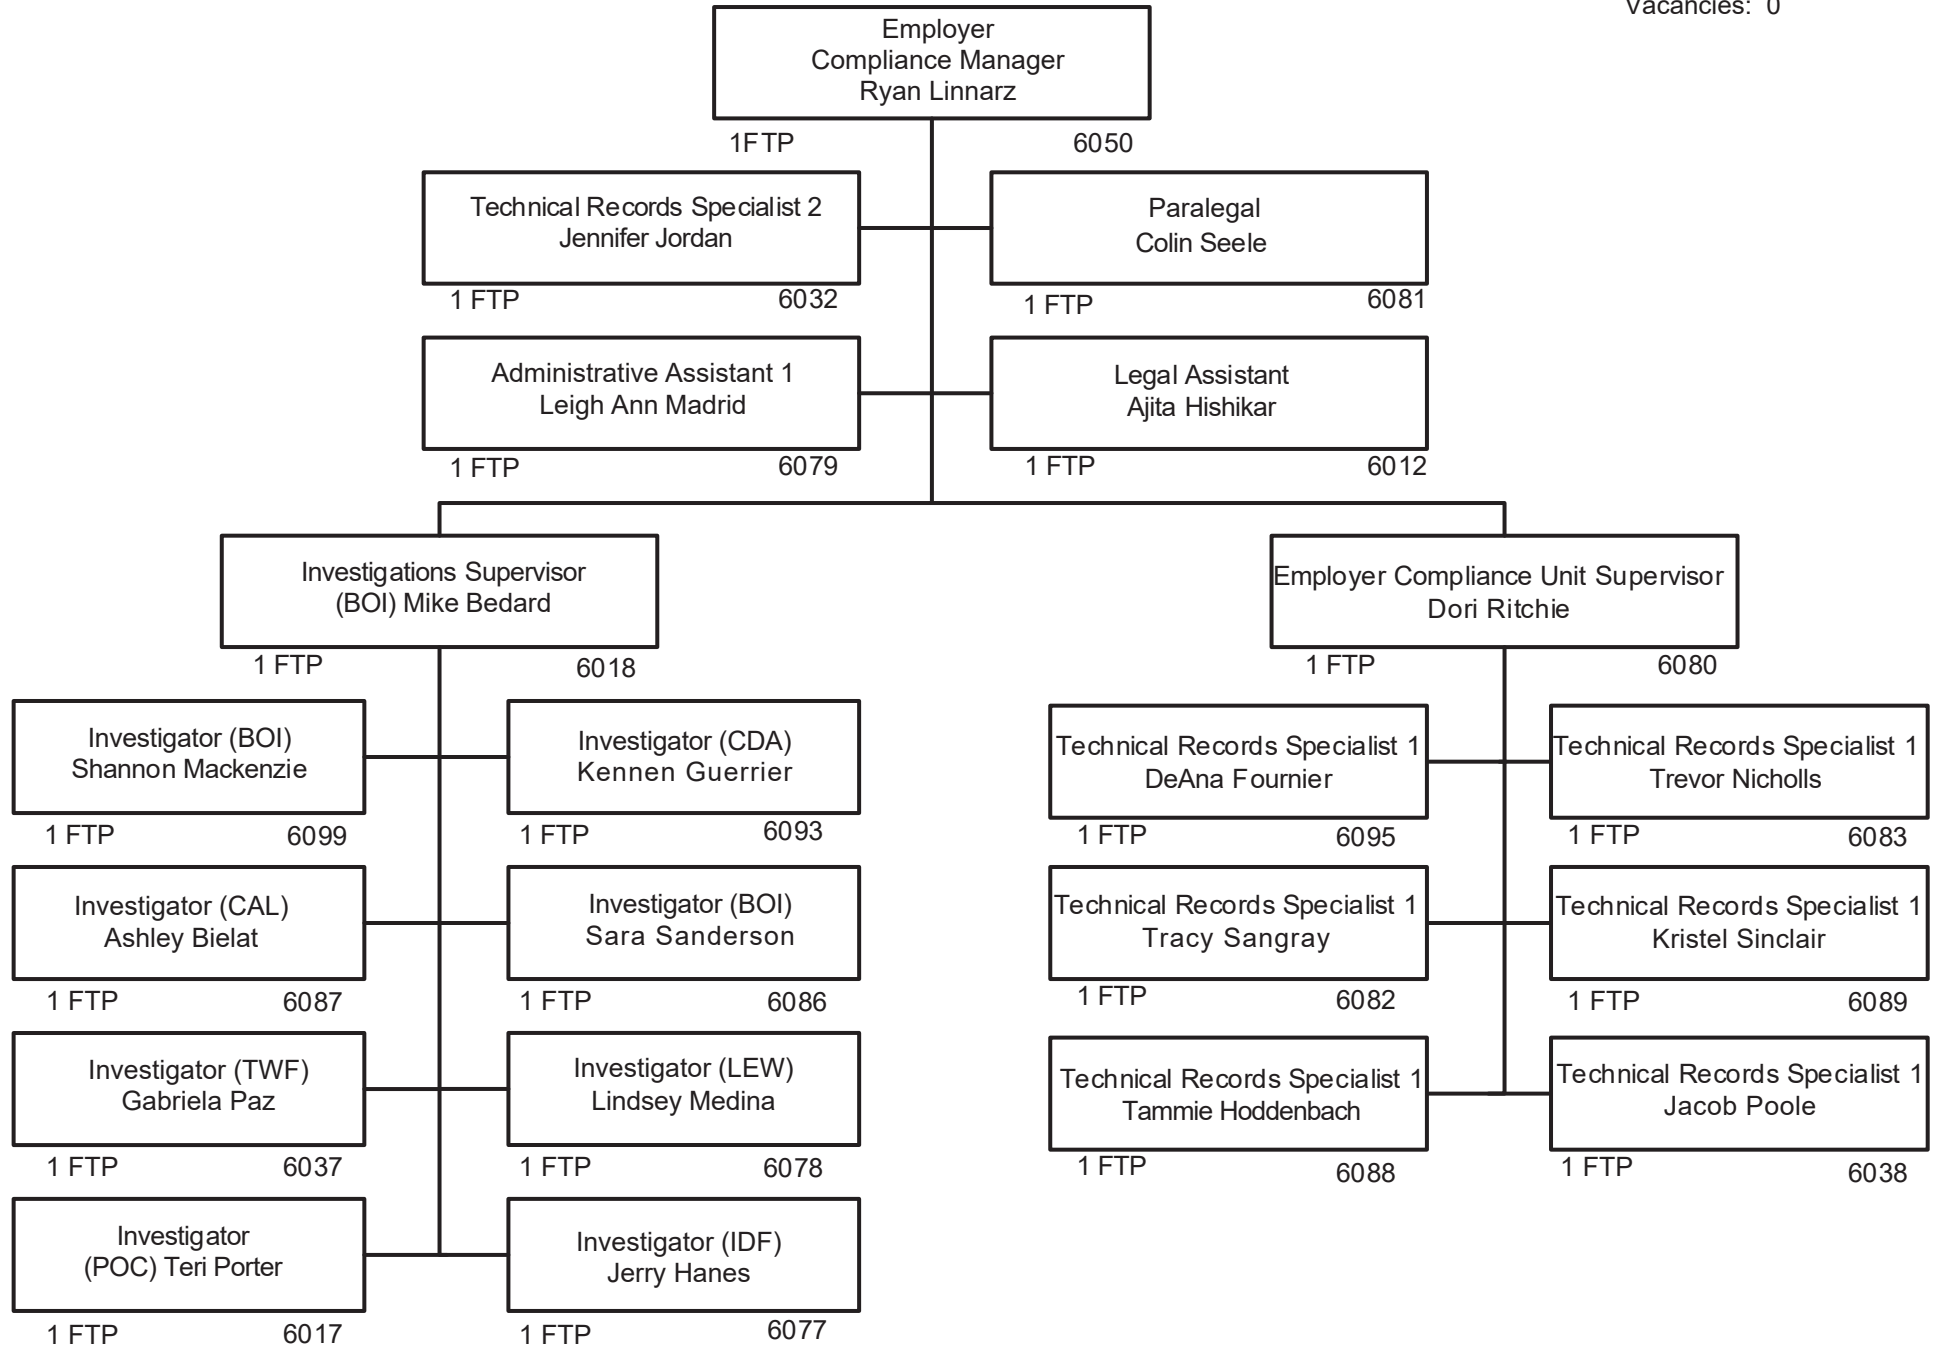 Vacancies: 0
Employer
Compliance Manager
Ryan Linnarz
1FTP 6050
Technical Records Specialist 2
Jennifer Jordan
1 FTP 6032
Paralegal
Colin Seele
1 FTP 6081
Administrative Assistant 1
Leigh Ann Madrid
1 FTP 6079
Legal Assistant
Ajita Hishikar
1 FTP 6012
Investigations Supervisor
(BOI) Mike Bedard
1 FTP 6018
Employer Compliance Unit Supervisor
Dori Ritchie
1 FTP 6080
Investigator (BOI)
Shannon Mackenzie
1 FTP 6099
Investigator (CDA)
Kennen Guerrier
1 FTP 6093
Investigator (CAL)
Ashley Bielat
1 FTP 6087
Investigator (BOI)
Sara Sanderson
1 FTP 6086
Investigator (TWF)
Gabriela Paz
1 FTP 6037
Investigator (LEW)
Lindsey Medina
1 FTP 6078
Investigator
(POC) Teri Porter
1 FTP 6017
Investigator (IDF)
Jerry Hanes
1 FTP 6077
Technical Records Specialist 1
DeAna Fournier
1 FTP 6095
Technical Records Specialist 1
Trevor Nicholls
1 FTP 6083
Technical Records Specialist 1
Tracy Sangray
1 FTP 6082
Technical Records Specialist 1
Kristel Sinclair
1 FTP 6089
Technical Records Specialist 1
Tammie Hoddenbach
1 FTP 6088
Technical Records Specialist 1
Jacob Poole
1 FTP 6038